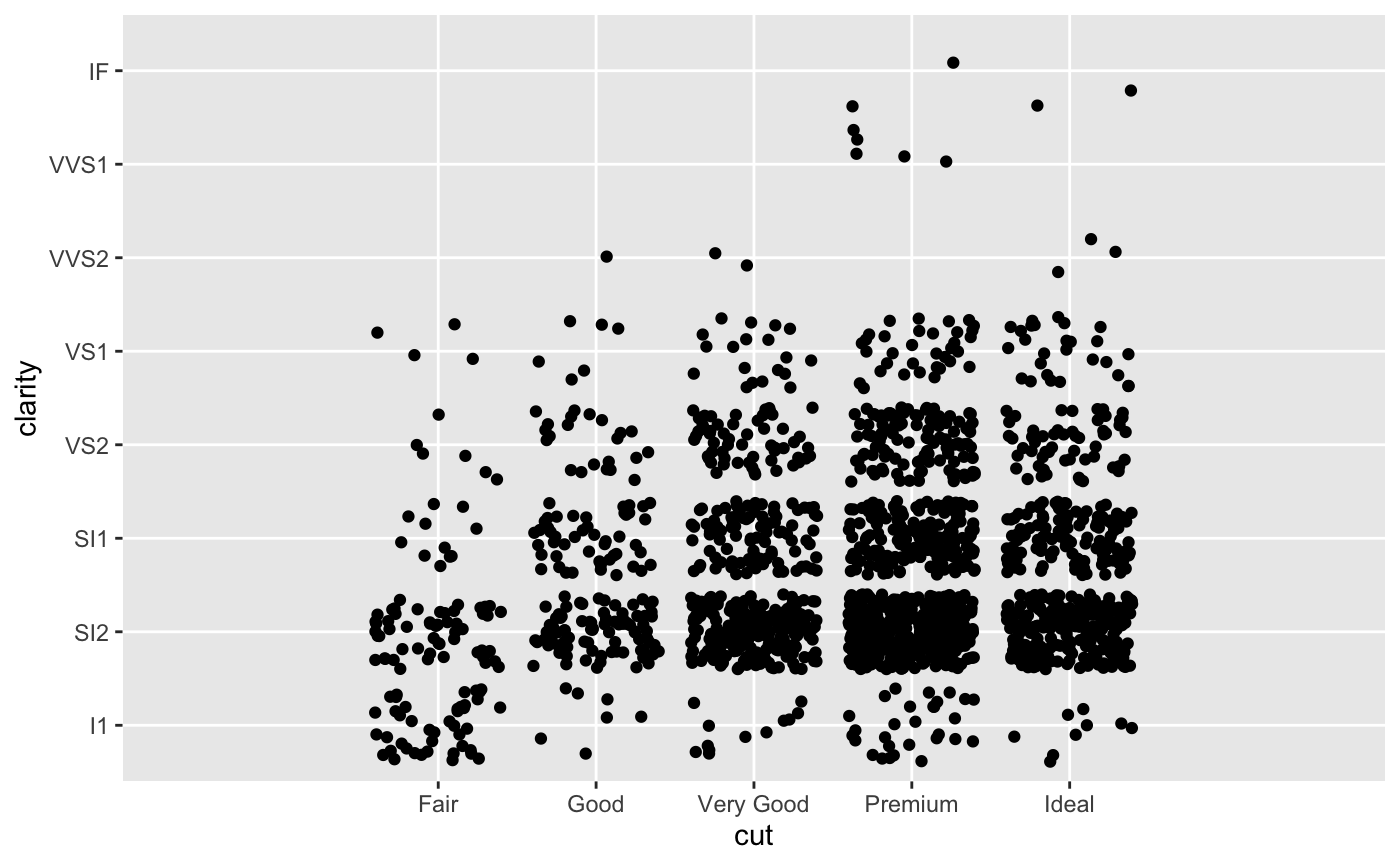 IF
VVS1
VVS2
VS1
VS2
SI1
SI2
I1
clarity
Fair Good Very Good Premium Ideal
cut